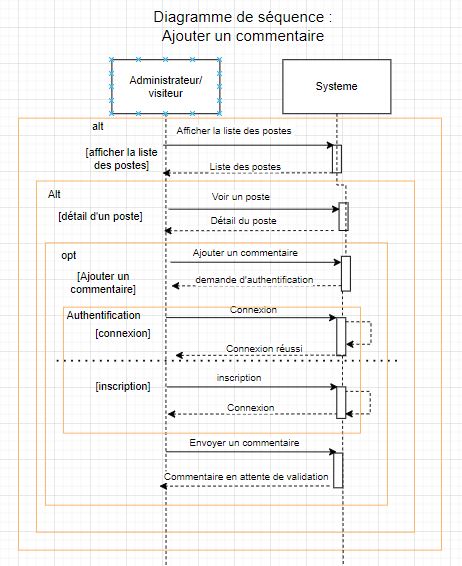 Diagramme de séquence :
Ajouter un commentaire
Administrateur/
visiteur
Systeme
alt
Afficher la liste des postes
[afficher la liste
des postes]
Liste des postes
Alt
Voir un poste
[détail d'un poste]
Détail du poste
opt
Ajouter un commentaire
[Ajouter un
commentaire]
demande d'authentification
Authentification
Connexion
[connexion]
Connexion réussi
[inscription]
inscription
Connexion
Envoyer un commentaire
Commentaire en attente de validation